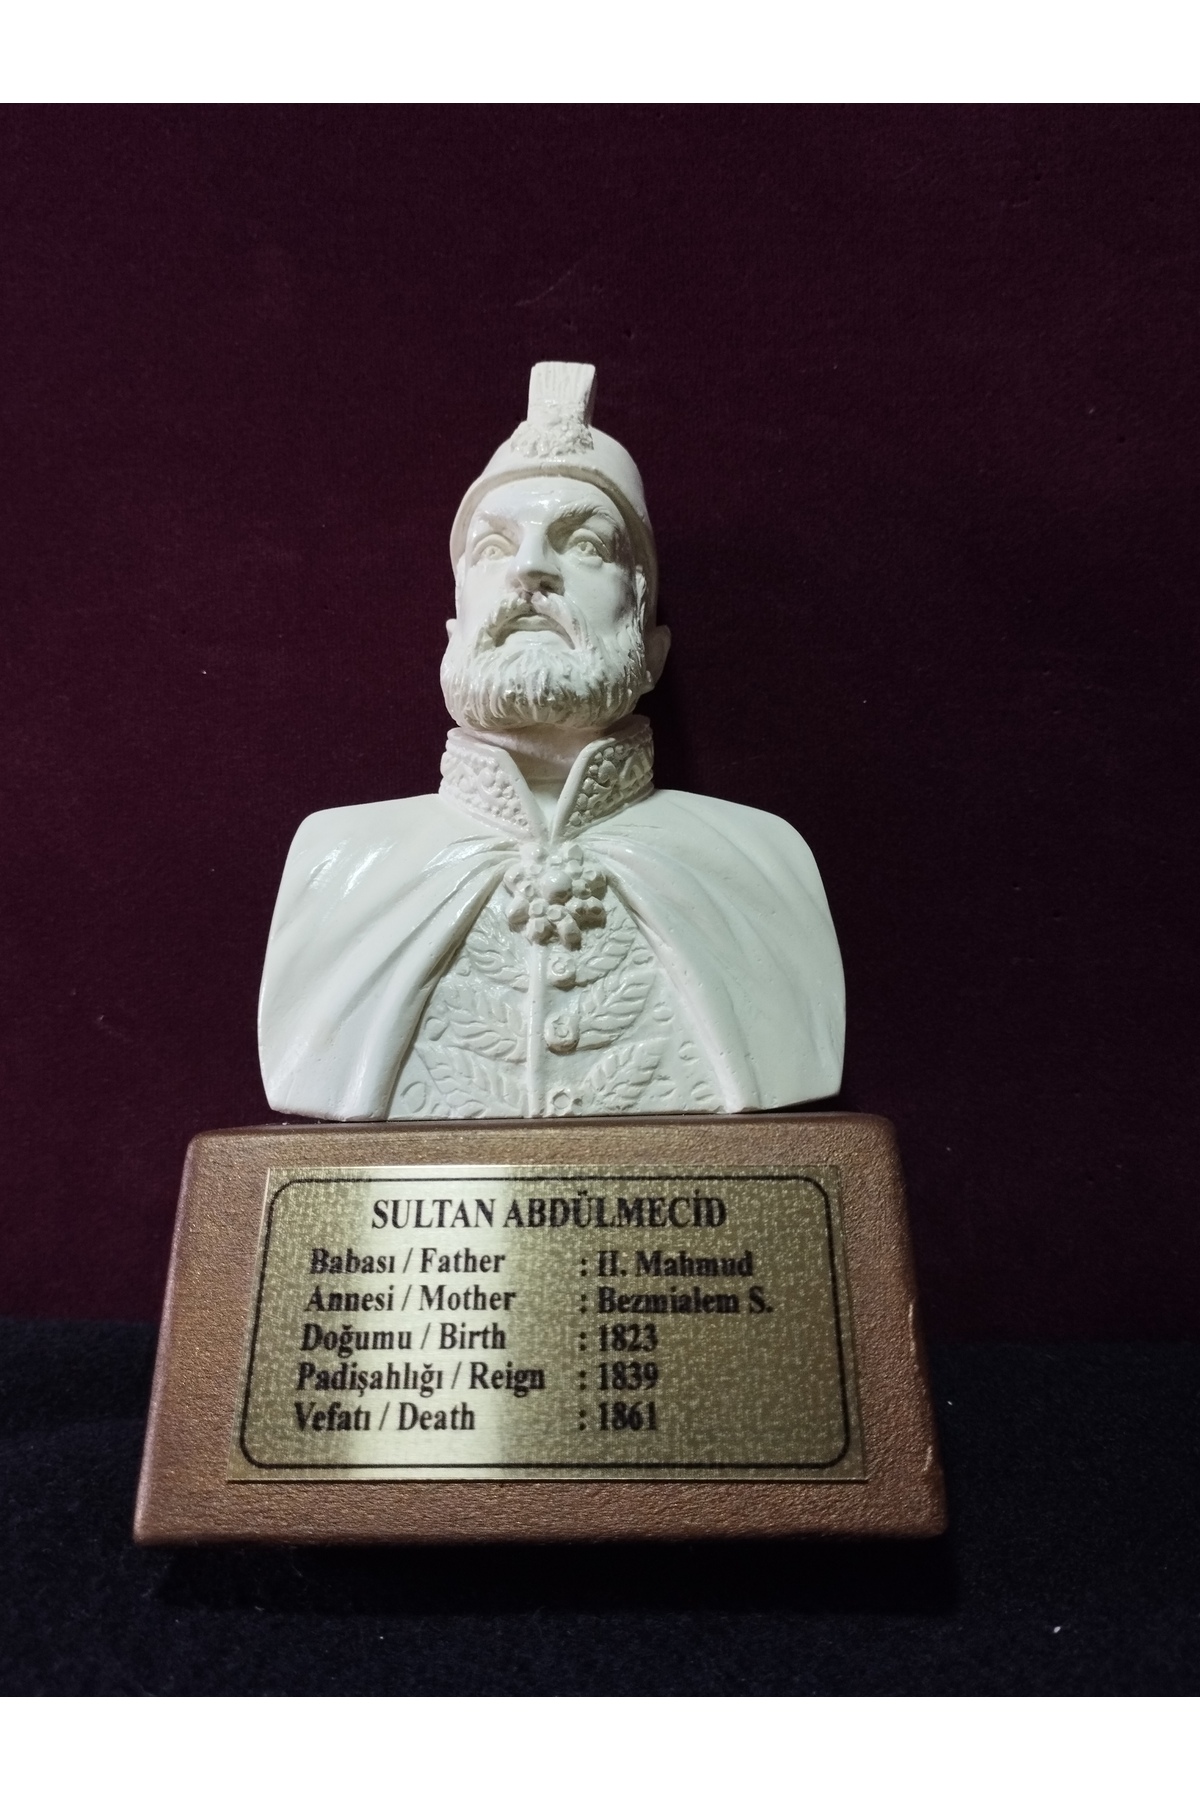 SULTAN ABDÜLMECİD
Babası / Father : II. Mahmud
Annesi / Mother : Bezmialem S.
Doğumu / Birth : 1823
Padişahlığı / Reign : 1839
Vefatı / Death : 1861